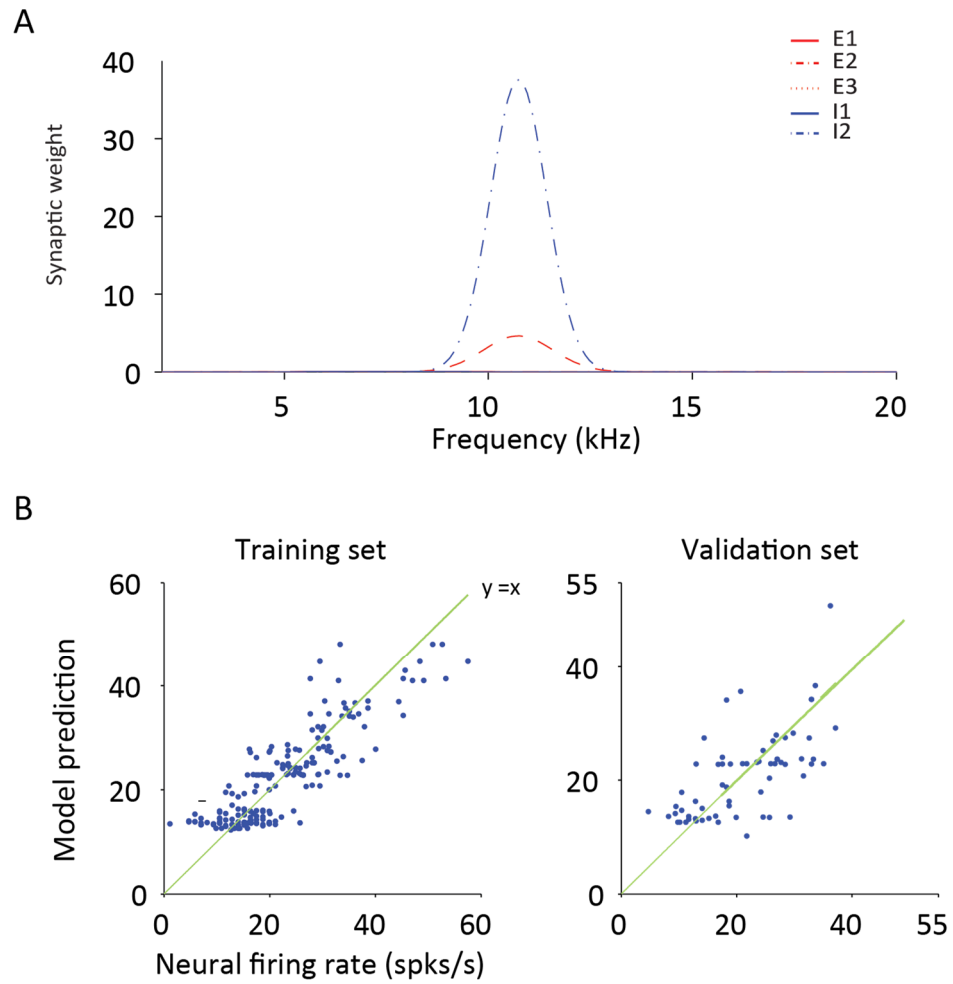 A
E1
E2
E3
I1
I2
40
30
20
10
0
Synaptic weight
5
10
15
20
Frequency (kHz)
B
Training set
Validation set
60
40
20
0
Model prediction
y =x
0
20
40
60
Neural firing rate (spks/s)
55
40
20
0
0
20
40
55